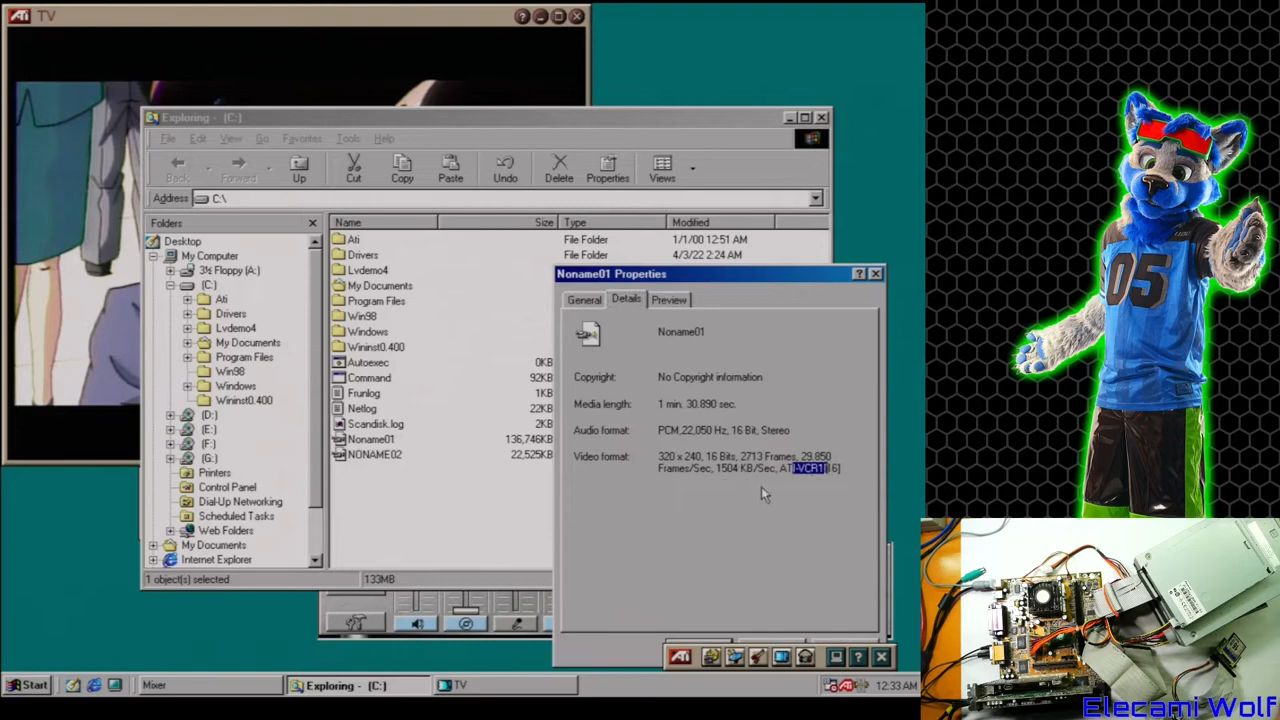 ATI TV
Exploring - (C:)
File Edit View Go Favorites Tools Help
Back Forward Up Cut Copy Paste Undo Delete Properties Views
Address C:\
Folders
Desktop
My Computer
3½ Floppy (A:)
(C:)
Ati
Drivers
Lvdemo4
My Documents
Program Files
Win98
Windows
Wininst0.400
(D:)
(E:)
(F:)
(G:)
Printers
Control Panel
Dial-Up Networking
Scheduled Tasks
Web Folders
My Documents
Internet Explorer
Name Size Type Modified
Ati File Folder 1/1/00 12:51 AM
Drivers File Folder 4/3/22 2:24 AM
Lvdemo4
My Documents
Program Files
Win98
Windows
Wininst0.400
Autoexec 0KB
Command 92KB
Frunlog 1KB
Netlog 22KB
Scandisk.log 2KB
Noname01 136,746KB
NONAME02 22,525KB
1 object(s) selected 133MB
Noname01 Properties
General Details Preview
Noname01
Copyright: No Copyright information
Media length: 1 min. 30.890 sec.
Audio format: PCM,22,050 Hz, 16 Bit, Stereo
Video format: 320 x 240, 16 Bits, 2713 Frames, 29.850
Frames/Sec, 1504 KB/Sec, ATI-VCR1[16]
ATI
Start Mixer Exploring - (C:) TV ATI 12:33 AM
05
Elecami Wolf